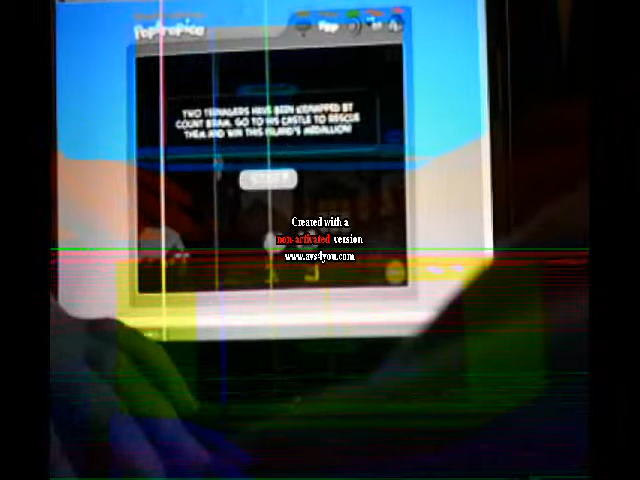 Poptropica
TWO TEENAGERS HAVE BEEN KIDNAPPED BY
COUNT BRAM. GO TO HIS CASTLE TO RESCUE
THEM AND WIN THIS ISLAND'S MEDALLION!
Created with a
non-activated version
www.avs4you.com